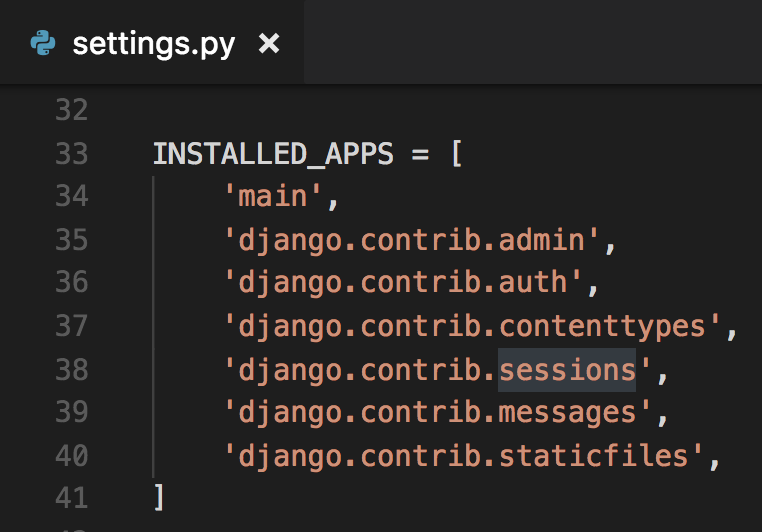 settings.py ×
32
33 INSTALLED_APPS = [
34     'main',
35     'django.contrib.admin',
36     'django.contrib.auth',
37     'django.contrib.contenttypes',
38     'django.contrib.sessions',
39     'django.contrib.messages',
40     'django.contrib.staticfiles',
41 ]